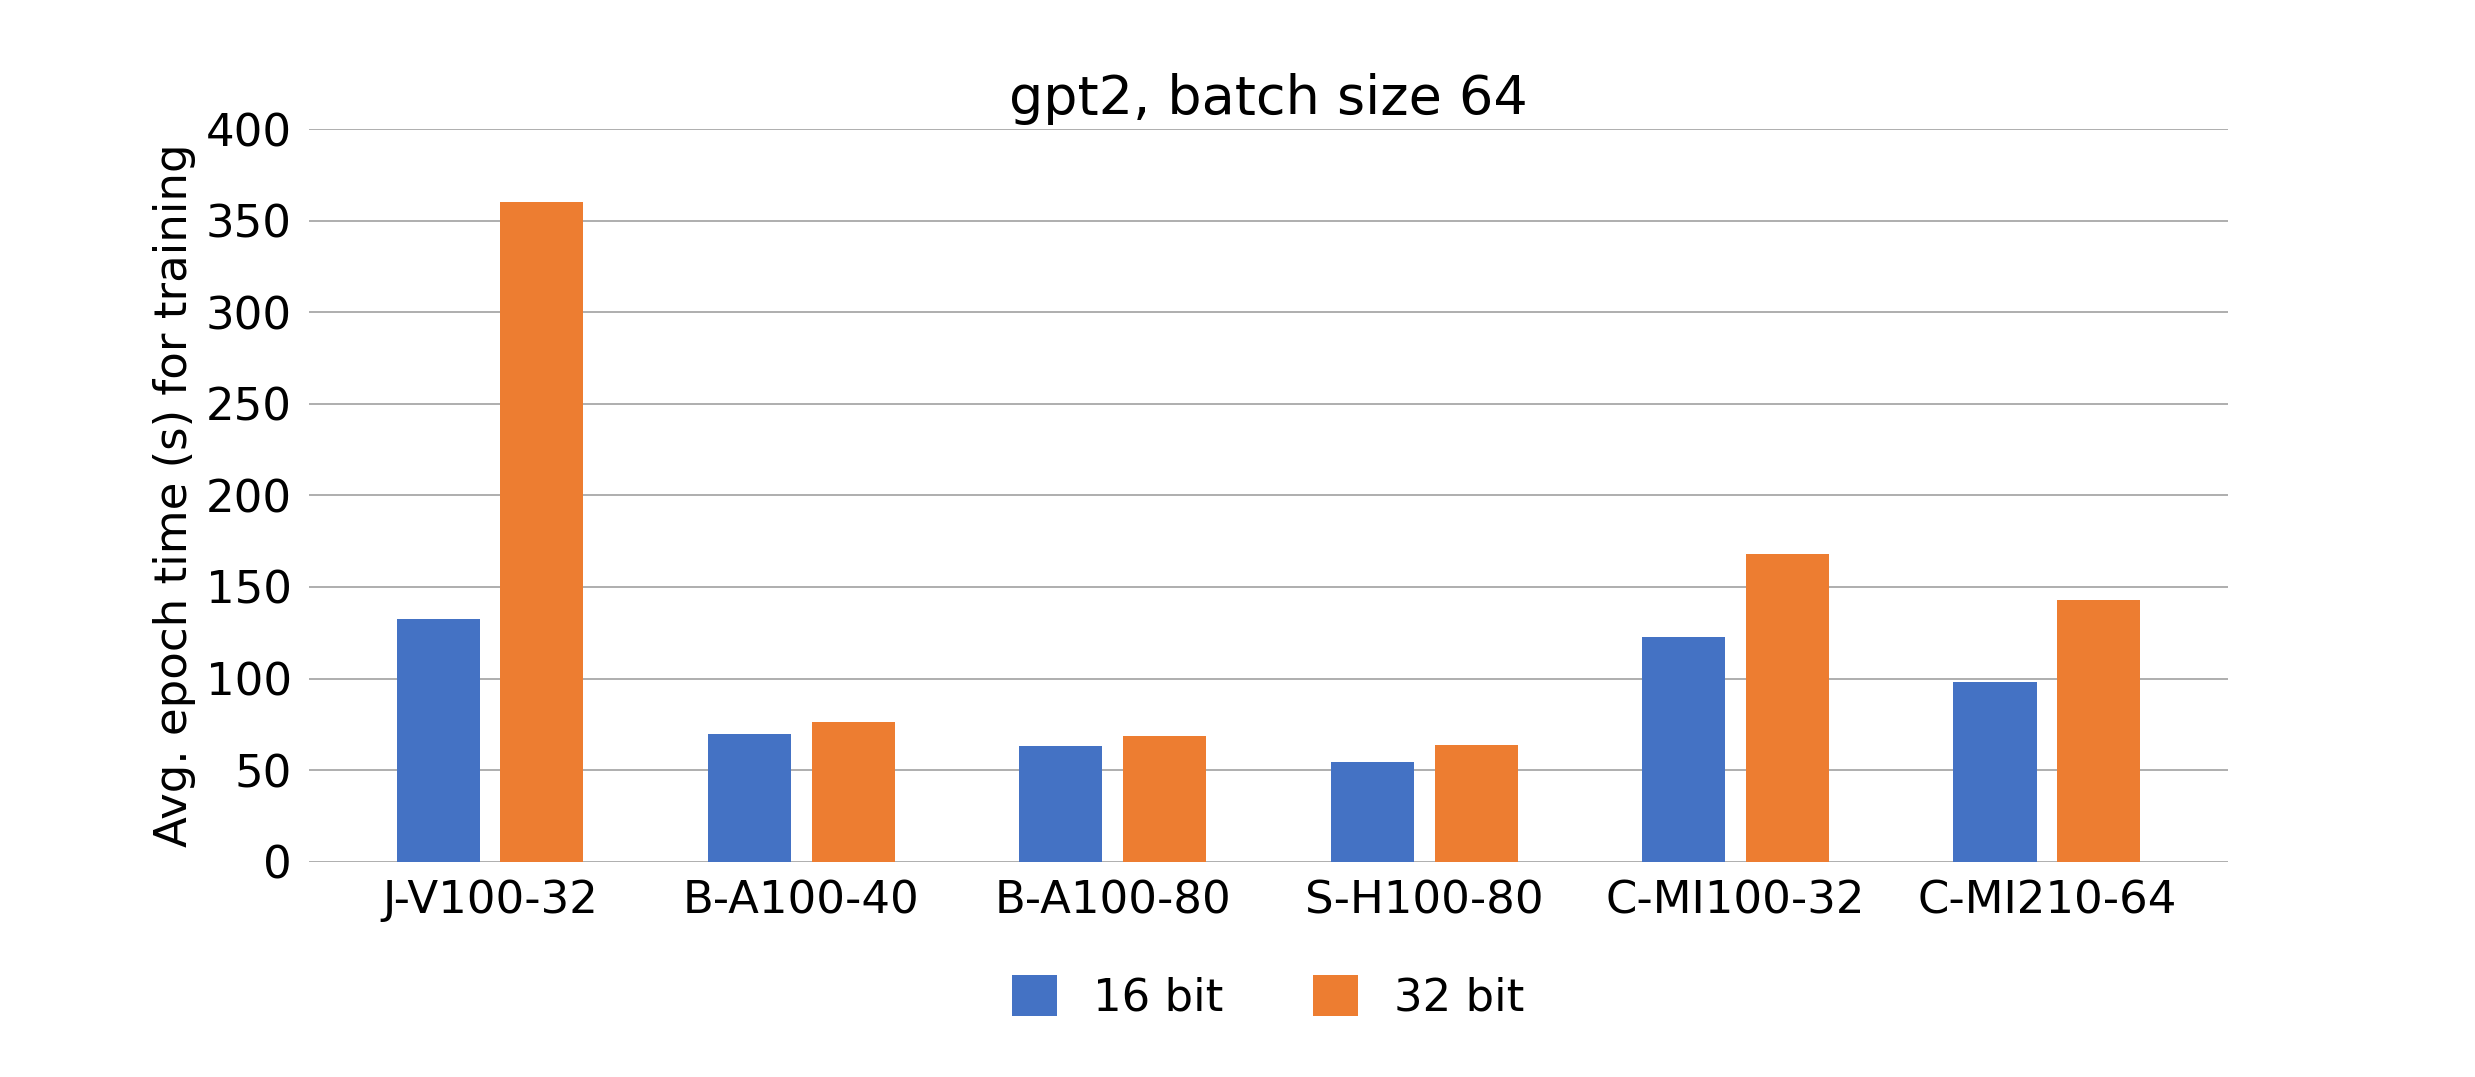 gpt2, batch size 64
Avg. epoch time (s) for training
400
350
300
250
200
150
100
50
0
J-V100-32 B-A100-40 B-A100-80 S-H100-80 C-MI100-32 C-MI210-64
16 bit 32 bit